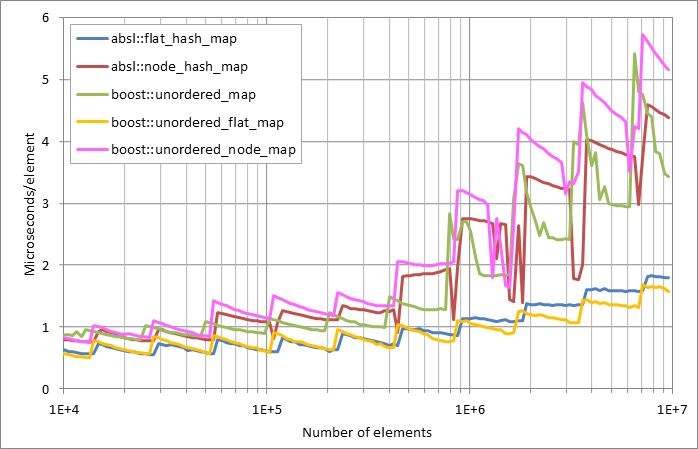 6
5
4
3
2
1
0
Microseconds/element
absl::flat_hash_map
absl::node_hash_map
boost::unordered_map
boost::unordered_flat_map
boost::unordered_node_map
1E+4 1E+5 1E+6 1E+7
Number of elements